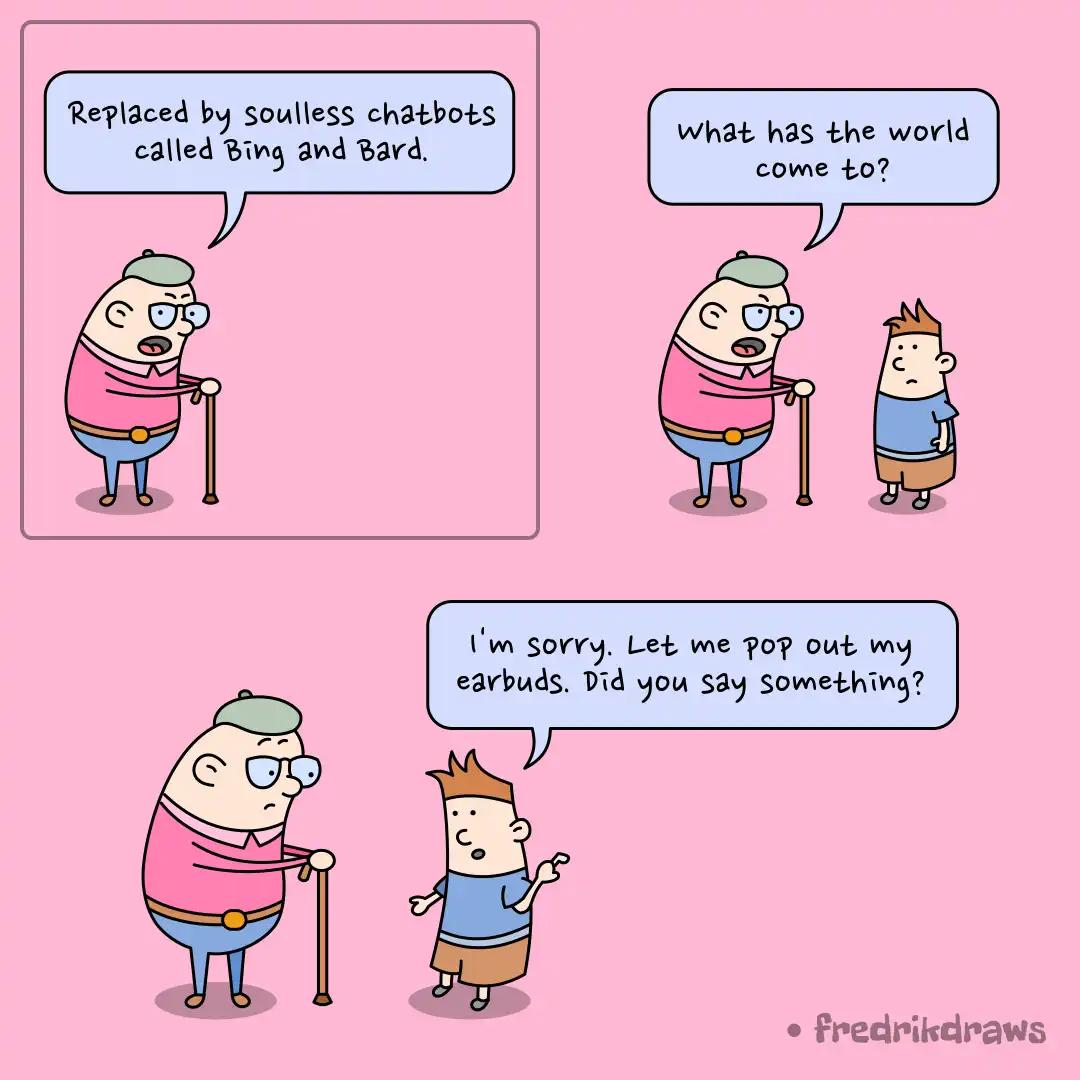 Replaced by soulless chatbots
called Bing and Bard.
What has the world
come to?
I'm sorry. Let me pop out my
earbuds. Did you say something?
• fredrikdraws